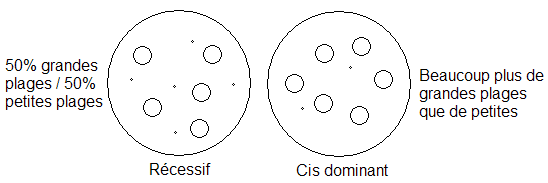 50% grandes
plages / 50%
petites plages
Beaucoup plus de
grandes plages
que de petites
Récessif
Cis dominant